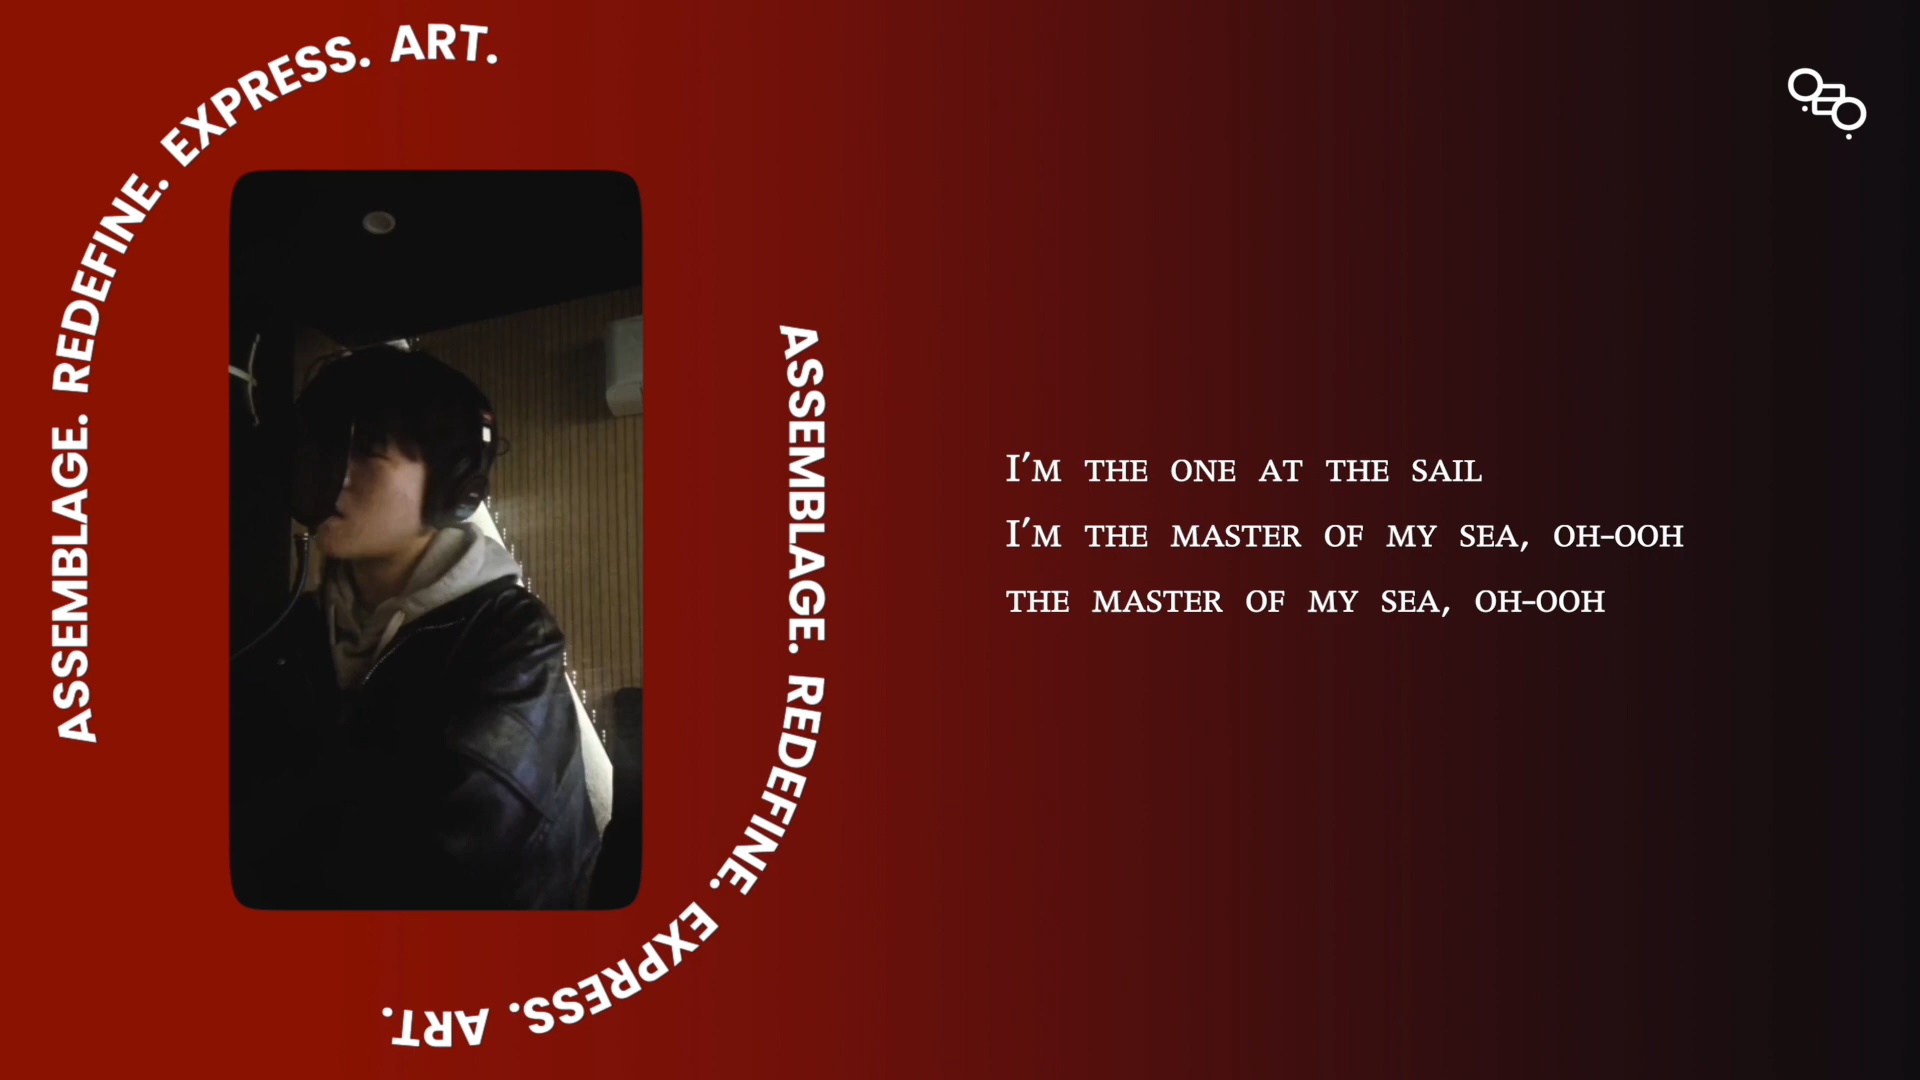 ASSEMBLAGE. REDEFINE. EXPRESS. ART.
ASSEMBLAGE. REDEFINE. EXPRESS. ART.
I'M THE ONE AT THE SAIL
I'M THE MASTER OF MY SEA, OH-OOH
THE MASTER OF MY SEA, OH-OOH